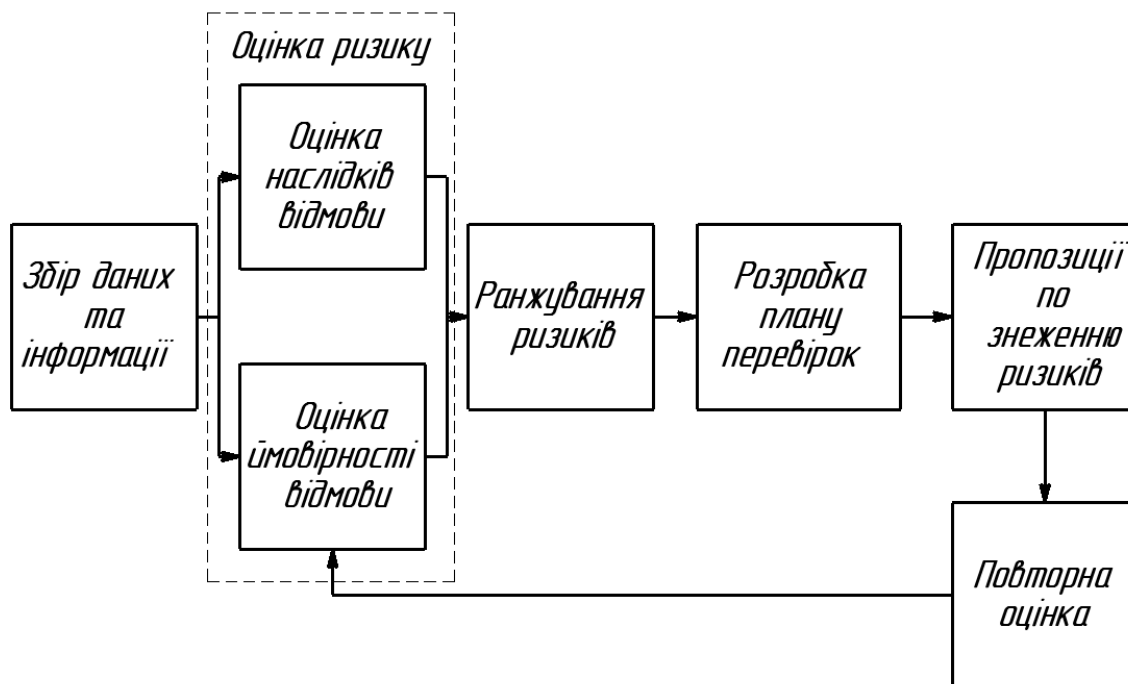 Оцінка ризику
Оцінка
наслідків
відмови
Збір даних
та
інформації
Оцінка
ймовірності
відмови
Ранжування
ризиків
Розробка
плану
перевірок
Пропозиції
по
знеженню
ризиків
Повторна
оцінка